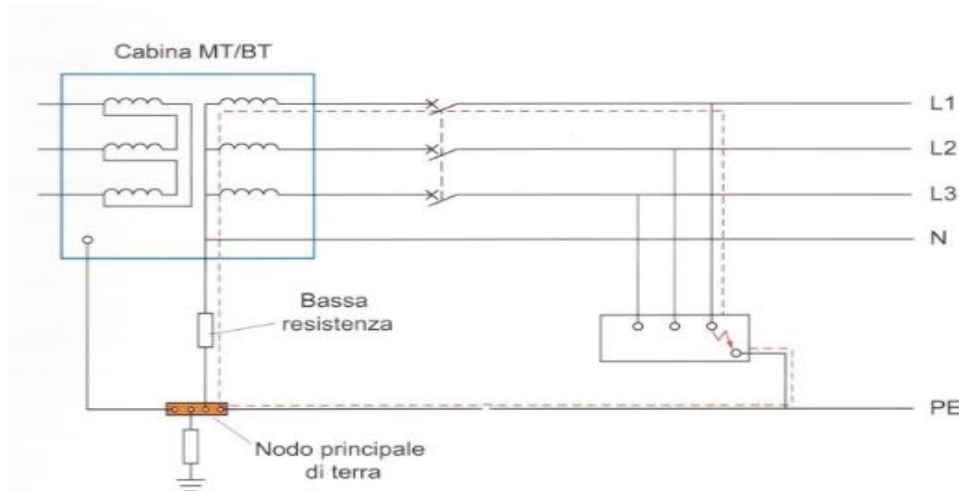 Cabina MT/BT
L1
L2
L3
N
Bassa
resistenza
PE
Nodo principale
di terra